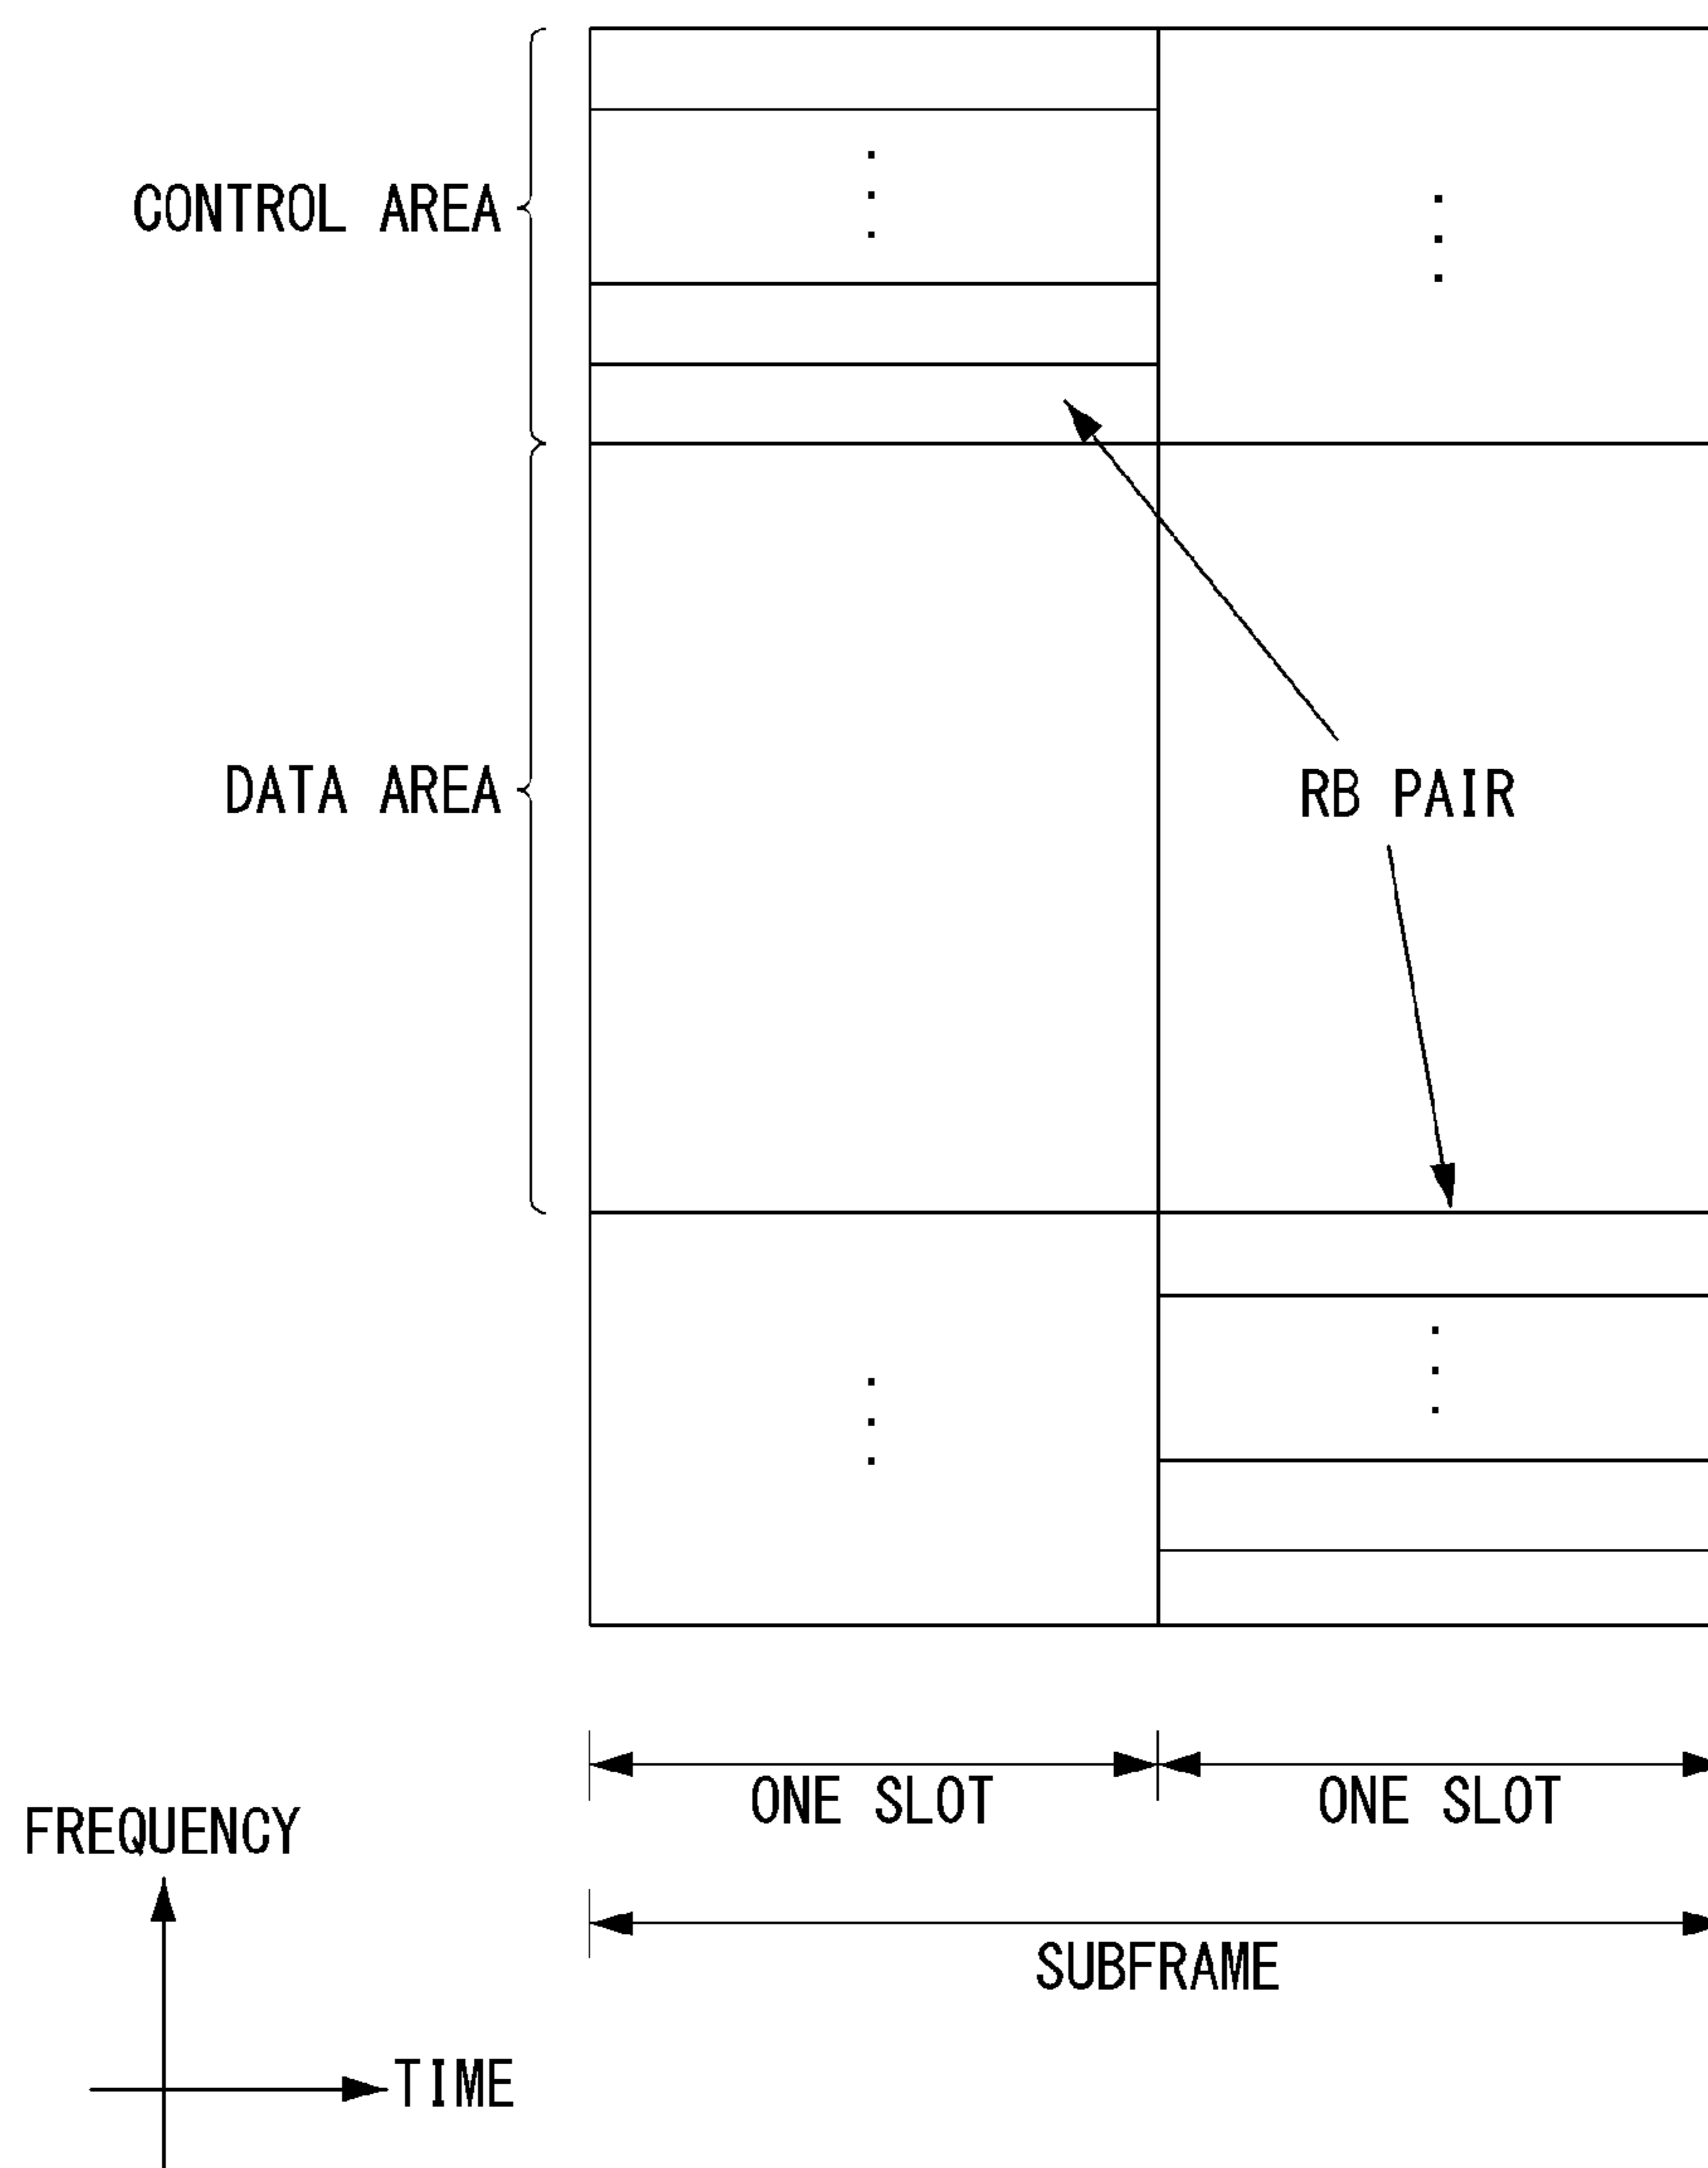 CONTROL AREA
DATA AREA
RB PAIR
ONE SLOT
ONE SLOT
FREQUENCY
SUBFRAME
TIME